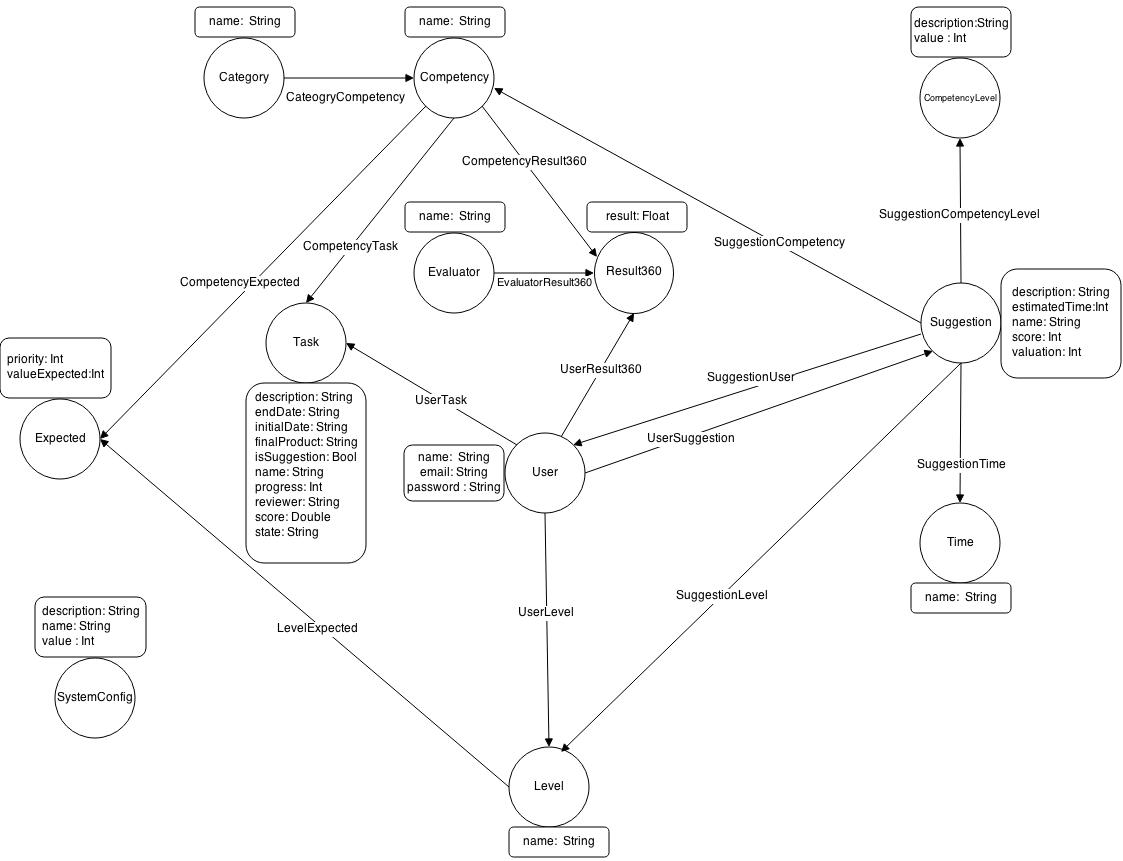 name: String
name: String
description:String
value : Int
Category
Competency
CompetencyLevel
CateogryCompetency
CompetencyResult360
name: String
result: Float
SuggestionCompetencyLevel
CompetencyTask
SuggestionCompetency
Evaluator
Result360
EvaluatorResult360
CompetencyExpected
description: String
estimatedTime:Int
name: String
score: Int
valuation: Int
Suggestion
Task
priority: Int
valueExpected:Int
UserResult360
SuggestionUser
description: String
endDate: String
initialDate: String
finalProduct: String
isSuggestion: Bool
name: String
progress: Int
reviewer: String
score: Double
state: String
UserTask
Expected
UserSuggestion
name: String
email: String
password : String
User
SuggestionTime
Time
name: String
SuggestionLevel
UserLevel
description: String
name: String
value : Int
LevelExpected
SystemConfig
Level
name: String